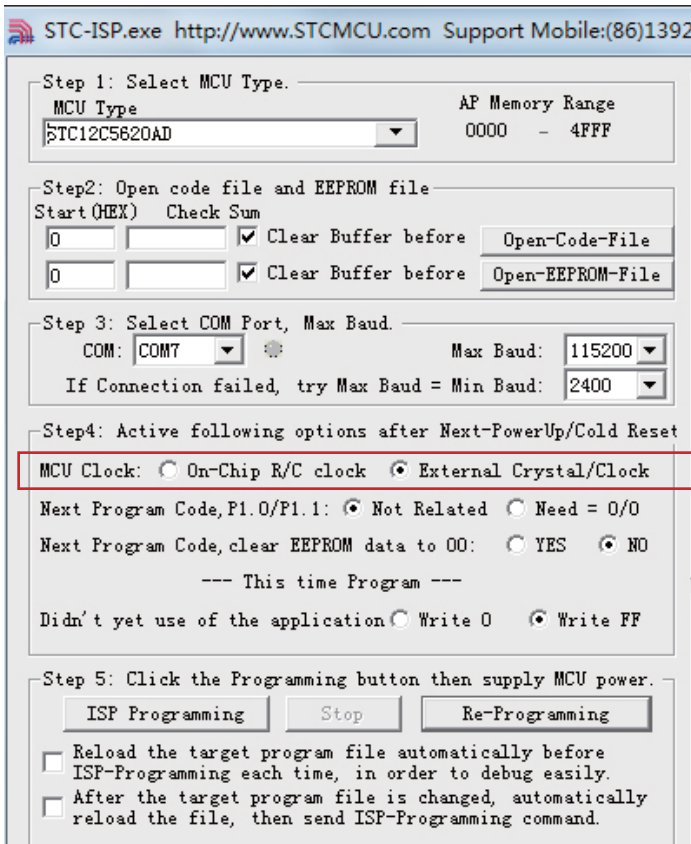 STC-ISP.exe http://www.STCMCU.com Support Mobile:(86)1392
Step 1: Select MCU Type.
MCU Type AP Memory Range
STC12C5620AD 0000 - 4FFF
Step2: Open code file and EEPROM file
Start(HEX) Check Sum
0 Clear Buffer before Open-Code-File
0 Clear Buffer before Open-EEPROM-File
Step 3: Select COM Port, Max Baud.
COM: COM7 Max Baud: 115200
If Connection failed, try Max Baud = Min Baud: 2400
Step4: Active following options after Next-PowerUp/Cold Reset
MCU Clock: On-Chip R/C clock External Crystal/Clock
Next Program Code,P1.0/P1.1: Not Related Need = 0/0
Next Program Code,clear EEPROM data to 00: YES NO
--- This time Program ---
Didn't yet use of the application Write 0 Write FF
Step 5: Click the Programming button then supply MCU power.
ISP Programming Stop Re-Programming
Reload the target program file automatically before
ISP-Programming each time, in order to debug easily.
After the target program file is changed, automatically
reload the file, then send ISP-Programming command.